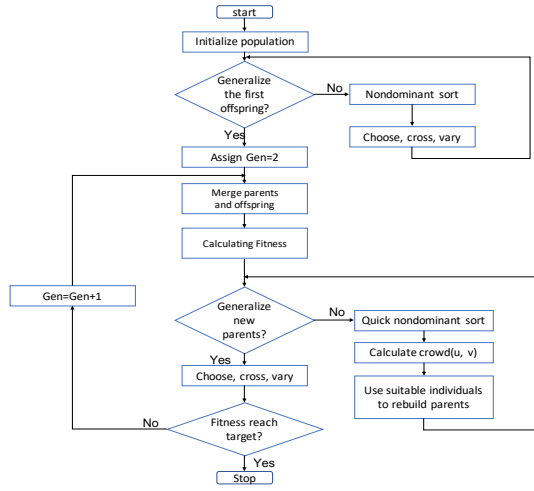 start
Initialize population
Generalize
the first
offspring?
No
Nondominant sort
Choose, cross, vary
Yes
Assign Gen=2
Merge parents
and offspring
Calculating Fitness
Gen=Gen+1
Generalize
new
parents?
No
Quick nondominant sort
Calculate crowd(u, v)
Use suitable individuals
to rebuild parents
Yes
Choose, cross, vary
No
Fitness reach
target?
Yes
Stop